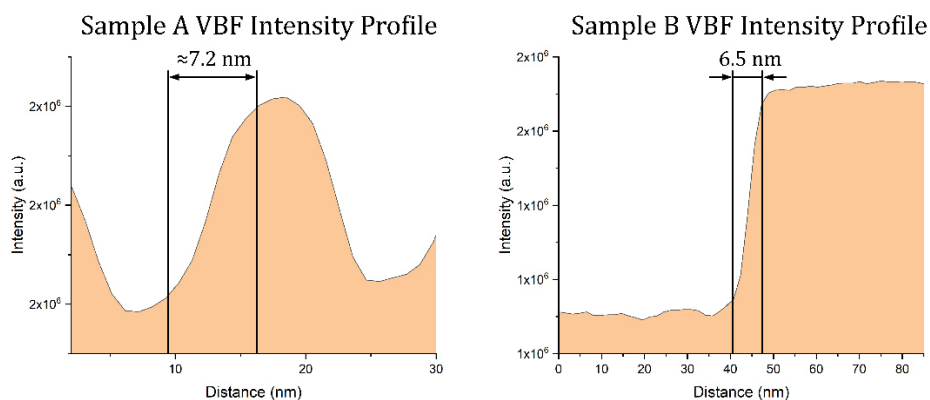 Sample A VBF Intensity Profile
≈7.2 nm
2x10⁶
2x10⁶
2x10⁶
Intensity (a.u.)
10
20
30
Distance (nm)
Sample B VBF Intensity Profile
6.5 nm
2x10⁶
2x10⁶
1x10⁶
1x10⁶
1x10⁶
Intensity (a.u.)
0
10
20
30
40
50
60
70
80
Distance (nm)